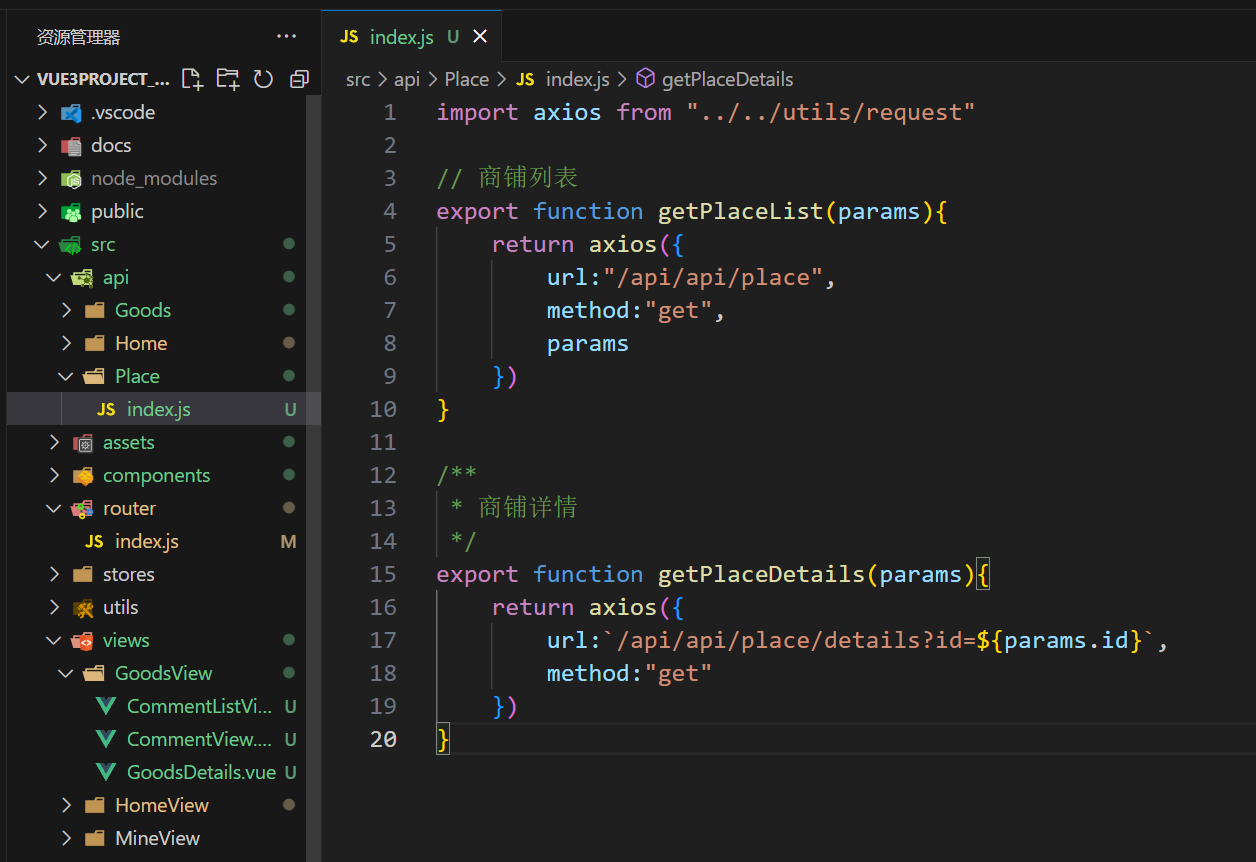 资源管理器 ···
VUE3PROJECT_...
.vscode
docs
node_modules
public
src
api
Goods
Home
Place
JS index.js U
assets
components
router
JS index.js M
stores
utils
views
GoodsView
CommentListVi... U
CommentView.... U
GoodsDetails.vue U
HomeView
MineView
JS index.js U
src > api > Place > JS index.js > getPlaceDetails
1 import axios from "../../utils/request"
2
3 // 商铺列表
4 export function getPlaceList(params){
5     return axios({
6         url:"/api/api/place",
7         method:"get",
8         params
9     })
10 }
11
12 /**
13  * 商铺详情
14  */
15 export function getPlaceDetails(params){
16     return axios({
17         url:`/api/api/place/details?id=${params.id}`,
18         method:"get"
19     })
20 }